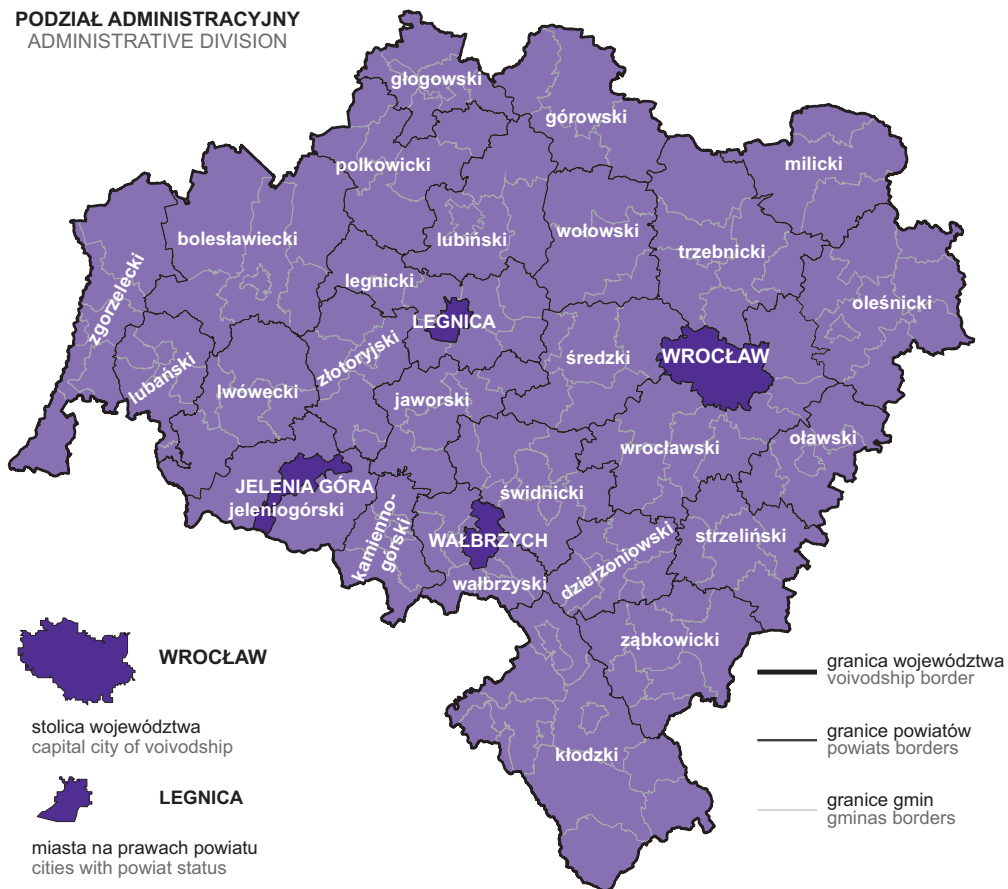 PODZIAŁ ADMINISTRACYJNY
ADMINISTRATIVE DIVISION
głogowski
górowski
milicki
polkowicki
bolesławiecki
lubiński
wołowski
trzebnicki
legnicki
zgorzelecki
oleśnicki
LEGNICA
złotoryjski
średzki
WROCŁAW
lubański
lwówecki
jaworski
wrocławski
oławski
JELENIA GÓRA
jeleniogórski
świdnicki
kamienno-
górski
WAŁBRZYCH
strzeliński
dzierżoniowski
wałbrzyski
ząbkowicki
kłodzki
WROCŁAW
stolica województwa
capital city of voivodship
LEGNICA
miasta na prawach powiatu
cities with powiat status
granica województwa
voivodship border
granice powiatów
powiats borders
granice gmin
gminas borders